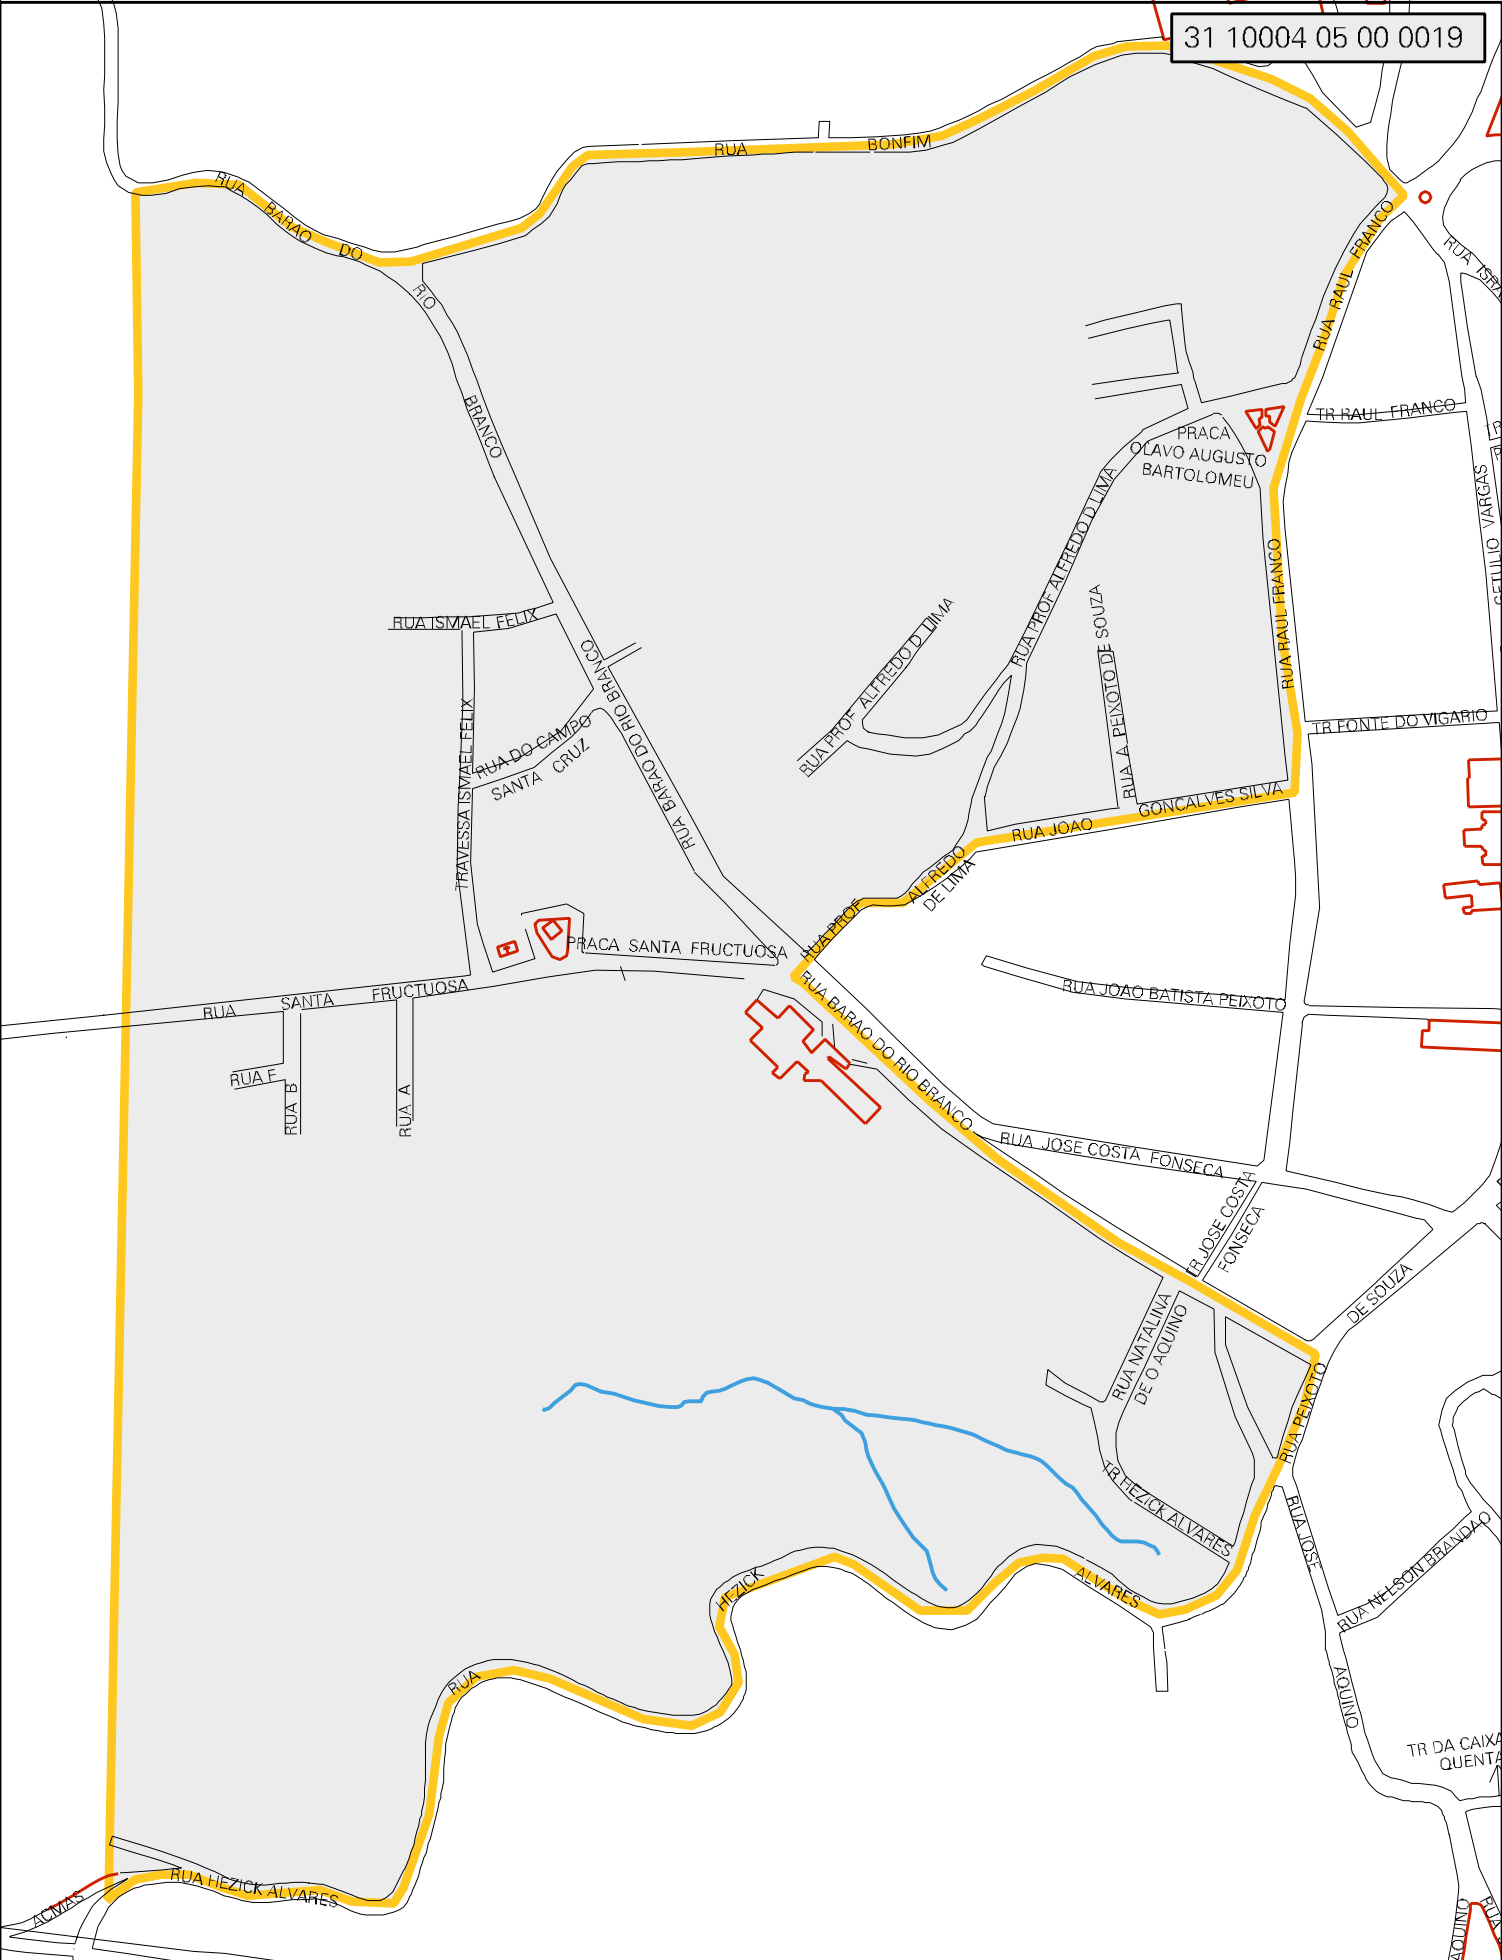 31 10004 05 00 0019
RUA BONFIM
RUA
BARAO DO
RIO
BRANCO
RUA RAUL FRANCO
RUA ISRA
TR RAUL FRANCO
PRACA
OLAVO AUGUSTO
BARTOLOMEU
GETULIO VARGAS
RUA PROF ALFREDO D LIMA
RUA RAUL FRANCO
RUA A PEIXOTO DE SOUZA
RUA PROF ALFREDO D LIMA
RUA ISMAEL FELIX
RUA BARAO DO RIO BRANCO
TRAVESSA ISMAEL FELIX
RUA DO CAMPO
SANTA CRUZ
TR FONTE DO VIGARIO
RUA JOAO GONCALVES SILVA
RUA PROF ALFREDO
DE LIMA
PRACA SANTA FRUCTUOSA
RUA SANTA FRUCTUOSA
RUA JOAO BATISTA PEIXOTO
RUA BARAO DO RIO BRANCO
RUA F
RUA B
RUA A
RUA JOSE COSTA FONSECA
TR JOSE COSTA
FONSECA
RUA NATALINA
DE O AQUINO
DE SOUZA
RUA PEIXOTO
TR HEZICK ALVARES
RUA JOSE
AQUINO
RUA NELSON BRANDAO
RUA HEZICK ALVARES
TR DA CAIXA
QUENTA
RUA HEZICK ALVARES
ACMAS
AQUINO
RUA